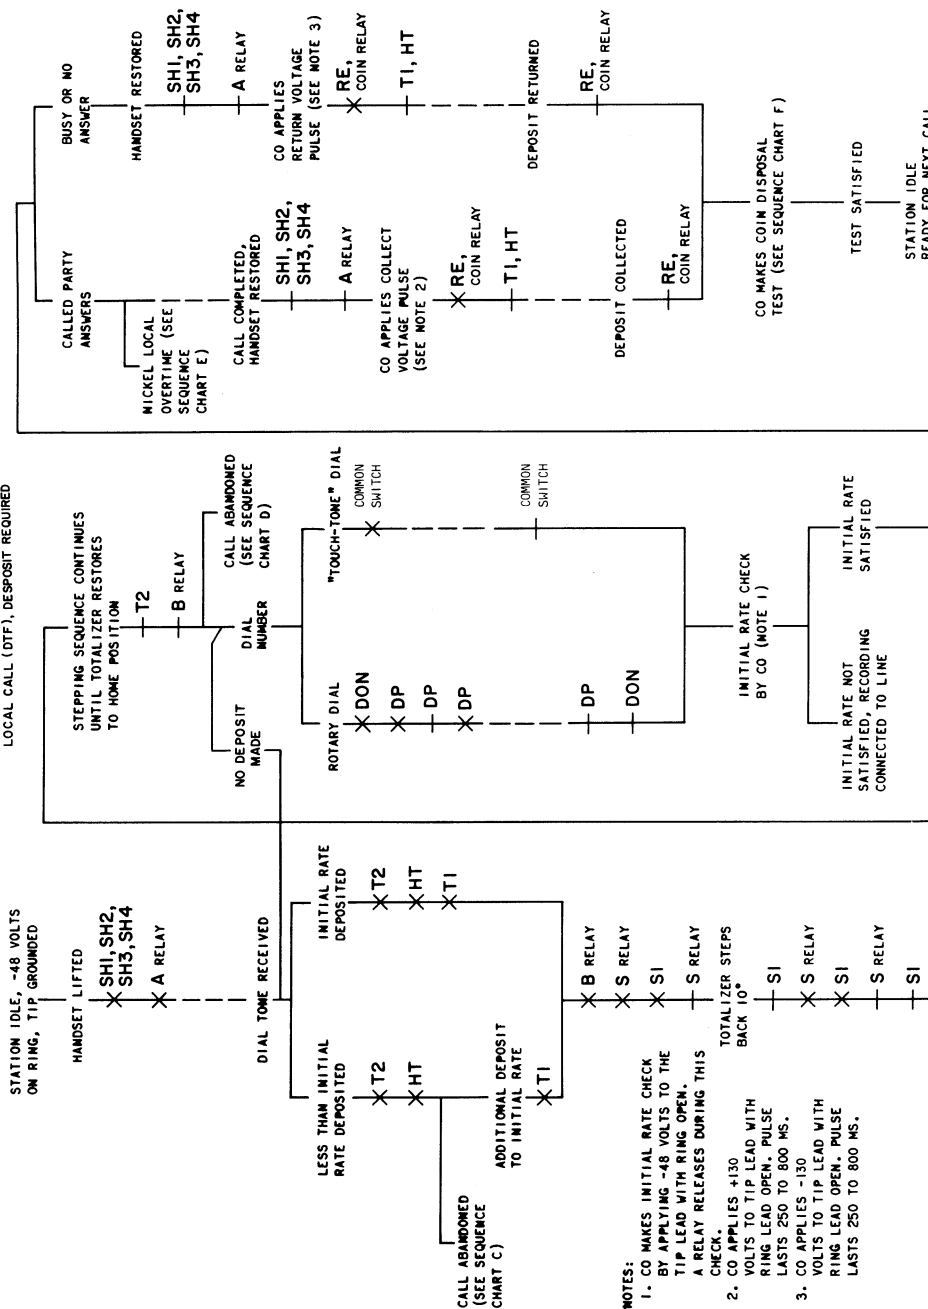 LOCAL CALL (DTF), DESPOSIT REQUIRED
STATION IDLE, -48 VOLTS
ON RING, TIP GROUNDED
HANDSET LIFTED
SH1, SH2,
SH3, SH4
A RELAY
DIAL TONE RECEIVED
LESS THAN INITIAL
RATE DEPOSITED
T2
HT
CALL ABANDONED
(SEE SEQUENCE
CHART C)
ADDITIONAL DEPOSIT
TO INITIAL RATE
T1
INITIAL RATE
DEPOSITED
T2
HT
T1
B RELAY
S RELAY
S1
S RELAY
TOTALIZER STEPS
BACK 10°
S1
S RELAY
S1
S RELAY
S1
NOTES:
1. CO MAKES INITIAL RATE CHECK
BY APPLYING -48 VOLTS TO THE
TIP LEAD WITH RING OPEN.
A RELAY RELEASES DURING THIS
CHECK.
2. CO APPLIES +130
VOLTS TO TIP LEAD WITH
RING LEAD OPEN. PULSE
LASTS 250 TO 800 MS.
3. CO APPLIES -130
VOLTS TO TIP LEAD WITH
RING LEAD OPEN. PULSE
LASTS 250 TO 800 MS.
STEPPING SEQUENCE CONTINUES
UNTIL TOTALIZER RESTORES
TO HOME POSITION
T2
B RELAY
CALL ABANDONED
(SEE SEQUENCE
CHART D)
NO DEPOSIT
MADE
DIAL
NUMBER
ROTARY DIAL
DON
DP
DP
DP
DP
DON
"TOUCH-TONE" DIAL
COMMON
SWITCH
COMMON
SWITCH
INITIAL RATE CHECK
BY CO (NOTE 1)
INITIAL RATE NOT
SATISFIED, RECORDING
CONNECTED TO LINE
INITIAL RATE
SATISFIED
CALLED PARTY
ANSWERS
NICKEL LOCAL
OVERTIME (SEE
SEQUENCE
CHART E)
CALL COMPLETED,
HANDSET RESTORED
SH1, SH2,
SH3, SH4
A RELAY
CO APPLIES COLLECT
VOLTAGE PULSE
(SEE NOTE 2)
RE,
COIN RELAY
T1, HT
DEPOSIT COLLECTED
RE,
COIN RELAY
BUSY OR NO
ANSWER
HANDSET RESTORED
SH1, SH2,
SH3, SH4
A RELAY
CO APPLIES
RETURN VOLTAGE
PULSE (SEE NOTE 3)
RE,
COIN RELAY
T1, HT
DEPOSIT RETURNED
RE,
COIN RELAY
CO MAKES COIN DISPOSAL
TEST (SEE SEQUENCE CHART F)
TEST SATISFIED
STATION IDLE
READY FOR NEXT CALL